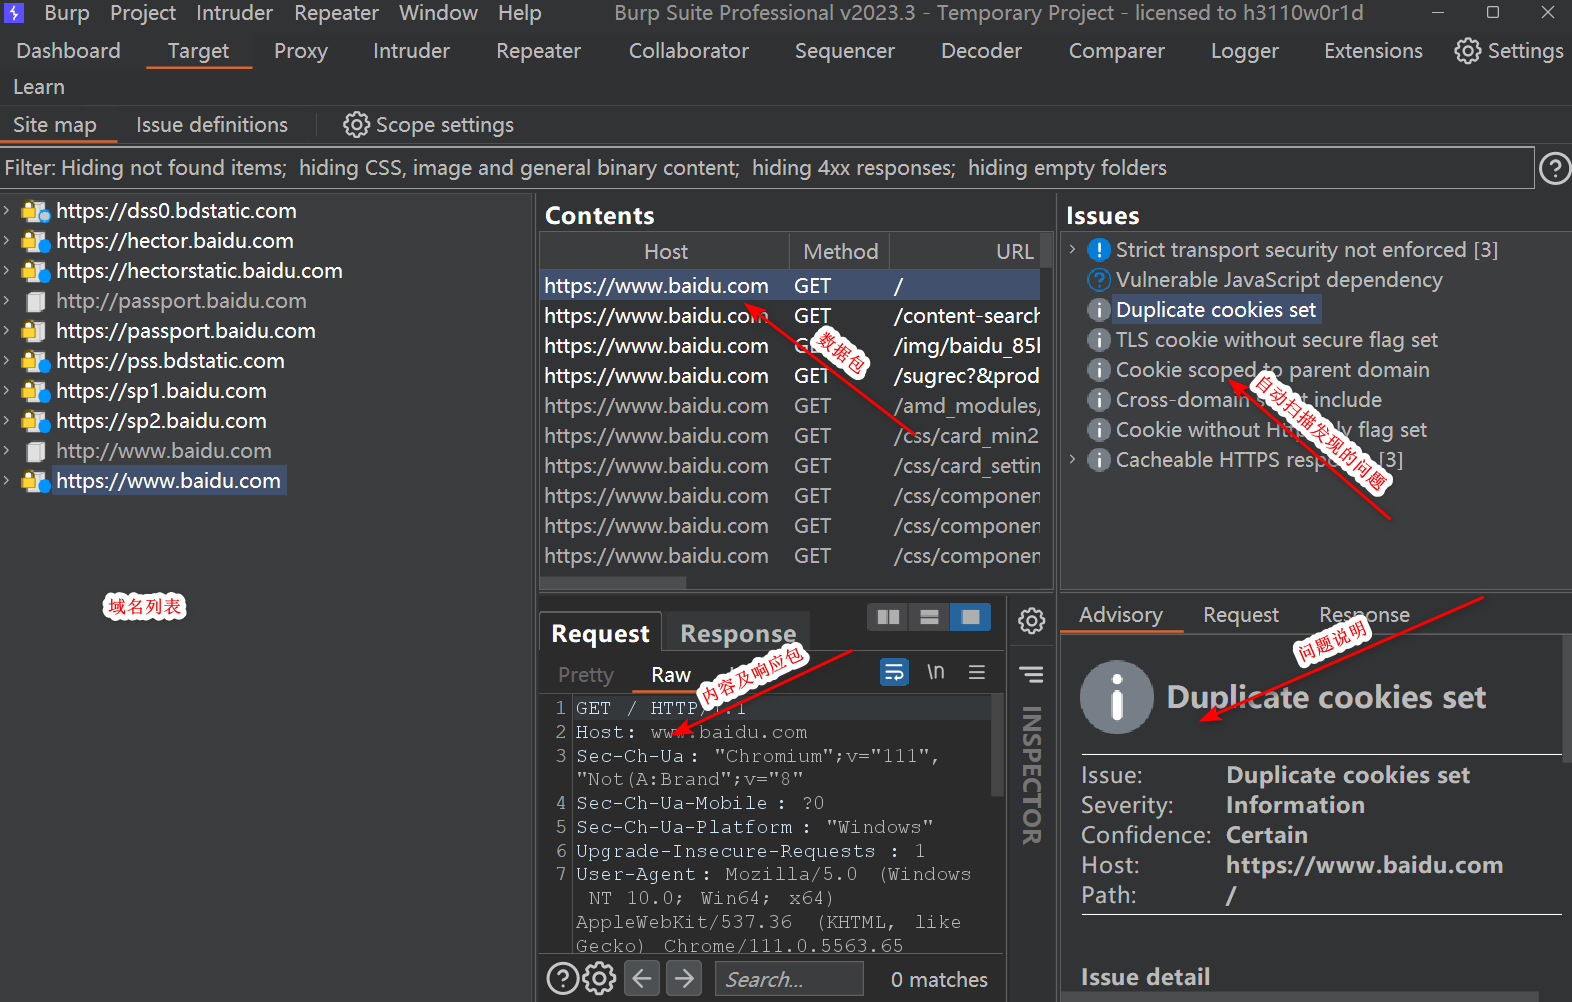 Burp Project Intruder Repeater Window Help Burp Suite Professional v2023.3 - Temporary Project - licensed to h3110w0r1d
Dashboard Target Proxy Intruder Repeater Collaborator Sequencer Decoder Comparer Logger Extensions Settings
Learn
Site map Issue definitions Scope settings
Filter: Hiding not found items; hiding CSS, image and general binary content; hiding 4xx responses; hiding empty folders
https://dss0.bdstatic.com
https://hector.baidu.com
https://hectorstatic.baidu.com
http://passport.baidu.com
https://passport.baidu.com
https://pss.bdstatic.com
https://sp1.baidu.com
https://sp2.baidu.com
http://www.baidu.com
https://www.baidu.com
域名列表
Contents
Host Method URL
https://www.baidu.com GET /
https://www.baidu.com GET /content-search
https://www.baidu.com GET /img/baidu_85
https://www.baidu.com GET /sugrec?&prod
https://www.baidu.com GET /amd_modules/
https://www.baidu.com GET /css/card_min2
https://www.baidu.com GET /css/card_settin
https://www.baidu.com GET /css/componen
https://www.baidu.com GET /css/componen
https://www.baidu.com GET /css/componen
数据包
Issues
Strict transport security not enforced [3]
Vulnerable JavaScript dependency
Duplicate cookies set
TLS cookie without secure flag set
Cookie scoped to parent domain
Cross-domain include
Cookie without flag set
Cacheable HTTPS [3]
自动扫描发现的问题
Request Response
Pretty Raw \n
内容及响应包
1 GET / HTTP/1.1
2 Host: www.baidu.com
3 Sec-Ch-Ua: "Chromium";v="111",
"Not(A:Brand";v="8"
4 Sec-Ch-Ua-Mobile: ?0
5 Sec-Ch-Ua-Platform: "Windows"
6 Upgrade-Insecure-Requests: 1
7 User-Agent: Mozilla/5.0 (Windows
NT 10.0; Win64; x64)
AppleWebKit/537.36 (KHTML, like
Gecko) Chrome/111.0.5563.65
Search... 0 matches
INSPECTOR
Advisory Request Response
问题说明
Duplicate cookies set
Issue: Duplicate cookies set
Severity: Information
Confidence: Certain
Host: https://www.baidu.com
Path: /
Issue detail